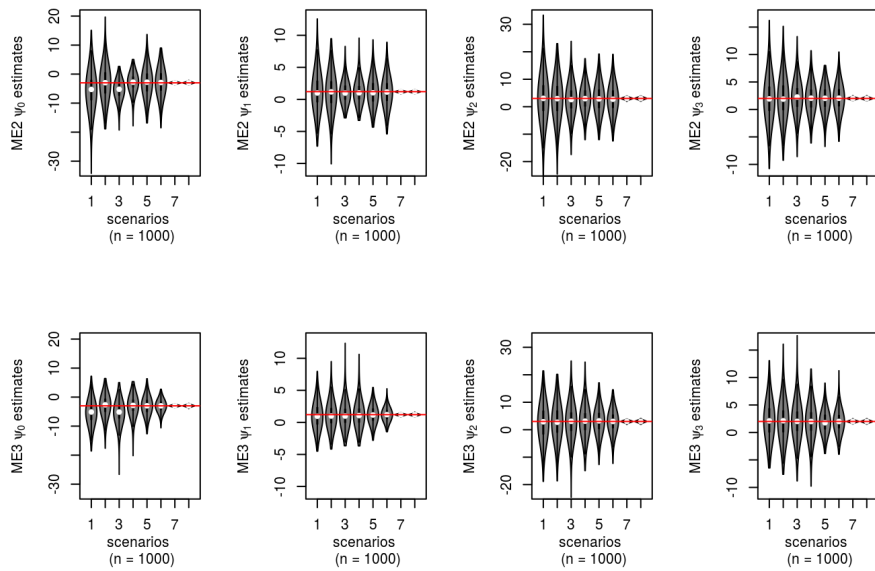 ME2 ψ0 estimates
-30 -10 0 10 20
1 3 5 7
scenarios
(n = 1000)
ME2 ψ1 estimates
-10 -5 0 5 10
1 3 5 7
scenarios
(n = 1000)
ME2 ψ2 estimates
-20 0 10 30
1 3 5 7
scenarios
(n = 1000)
ME2 ψ3 estimates
-10 0 5 10 15
1 3 5 7
scenarios
(n = 1000)
ME3 ψ0 estimates
-30 -10 0 10 20
1 3 5 7
scenarios
(n = 1000)
ME3 ψ1 estimates
-10 -5 0 5 10
1 3 5 7
scenarios
(n = 1000)
ME3 ψ2 estimates
-20 0 10 30
1 3 5 7
scenarios
(n = 1000)
ME3 ψ3 estimates
-10 0 5 10 15
1 3 5 7
scenarios
(n = 1000)